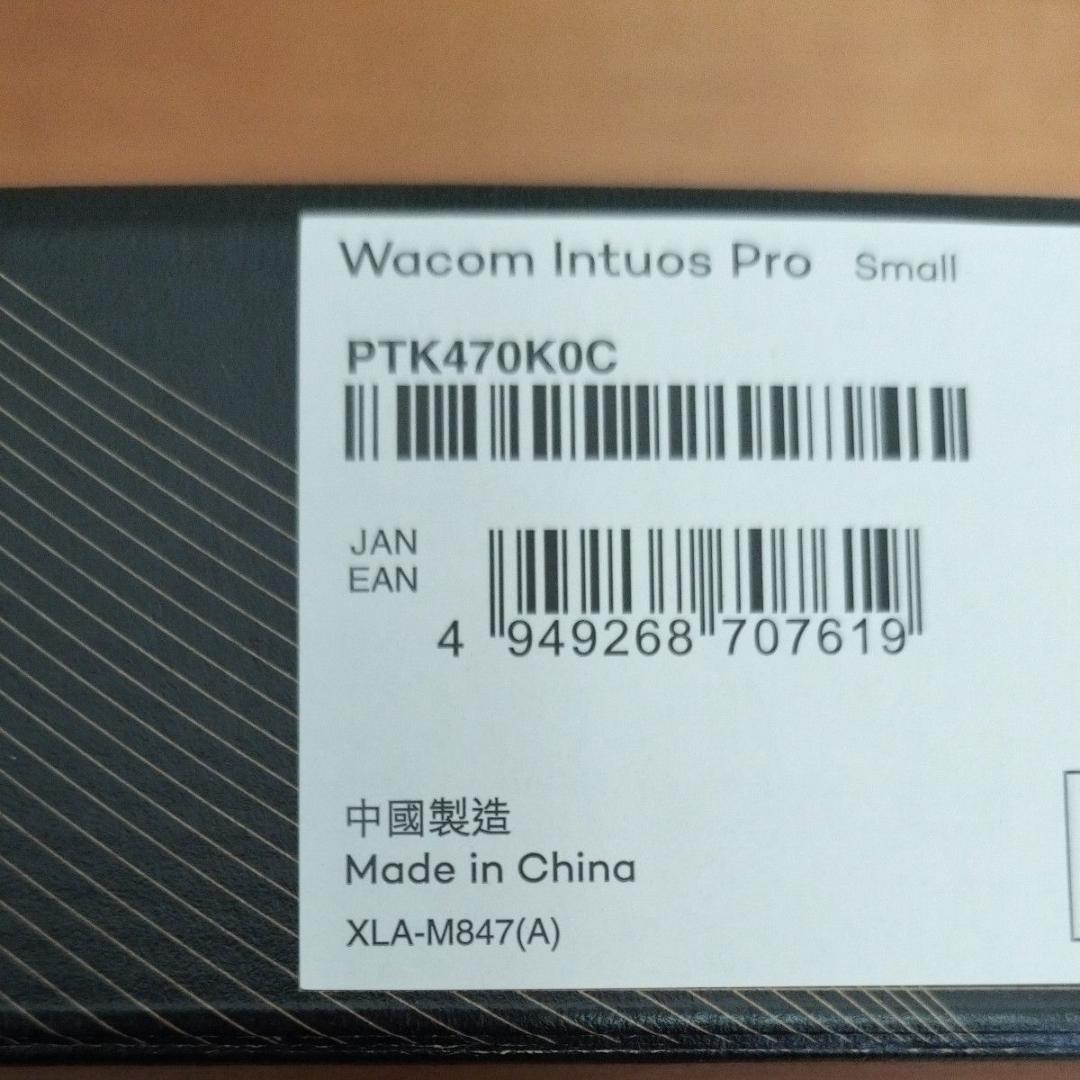 Wacom Intuos Pro Small
PTK470K0C
JAN
EAN
4 949268 707619
中國製造
Made in China
XLA-M847(A)